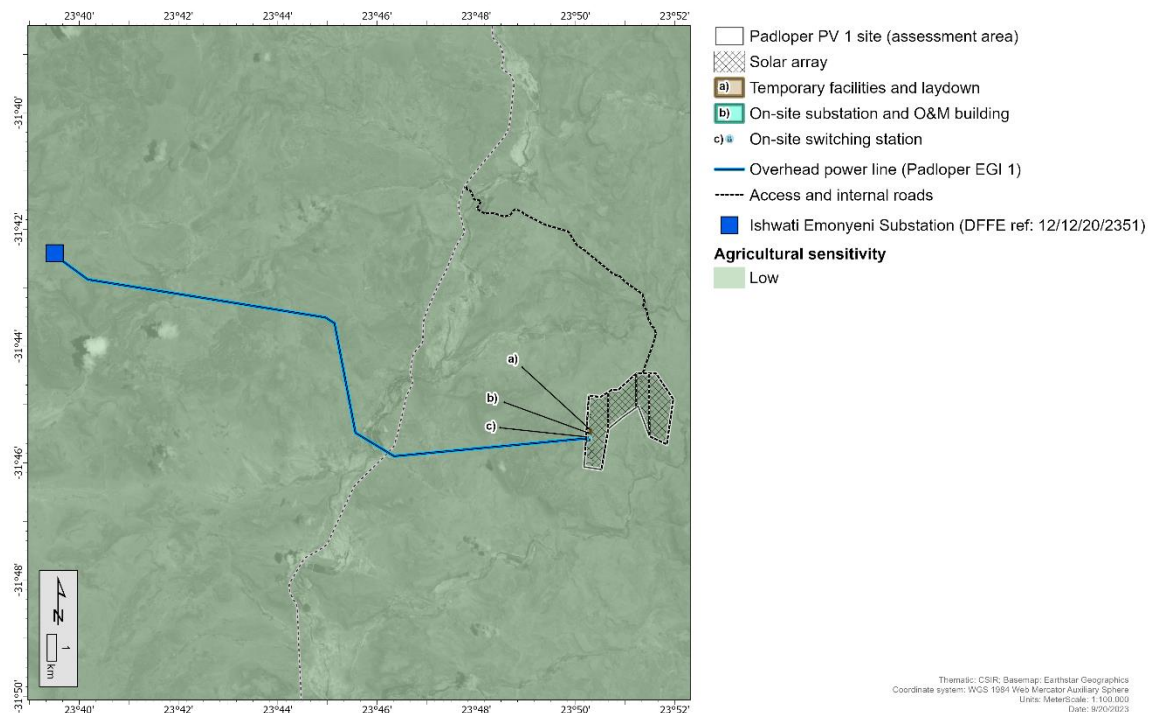 23°40' 23°42' 23°44' 23°46' 23°48' 23°50' 23°52'
-31°40'
-31°42'
-31°44'
-31°46'
-31°48'
-31°50'
a)
b)
c)
N
1
km
23°40' 23°42' 23°44' 23°46' 23°48' 23°50' 23°52'
Padloper PV 1 site (assessment area)
Solar array
a) Temporary facilities and laydown
b) On-site substation and O&M building
c) On-site switching station
Overhead power line (Padloper EGI 1)
Access and internal roads
Ishwati Emonyeni Substation (DFFE ref: 12/12/20/2351)
Agricultural sensitivity
Low
Thematic: CSIR; Basemap: Earthstar Geographics
Coordinate system: WGS 1984 Web Mercator Auxiliary Sphere
Units: MeterScale: 1:100.000
Date: 9/20/2023